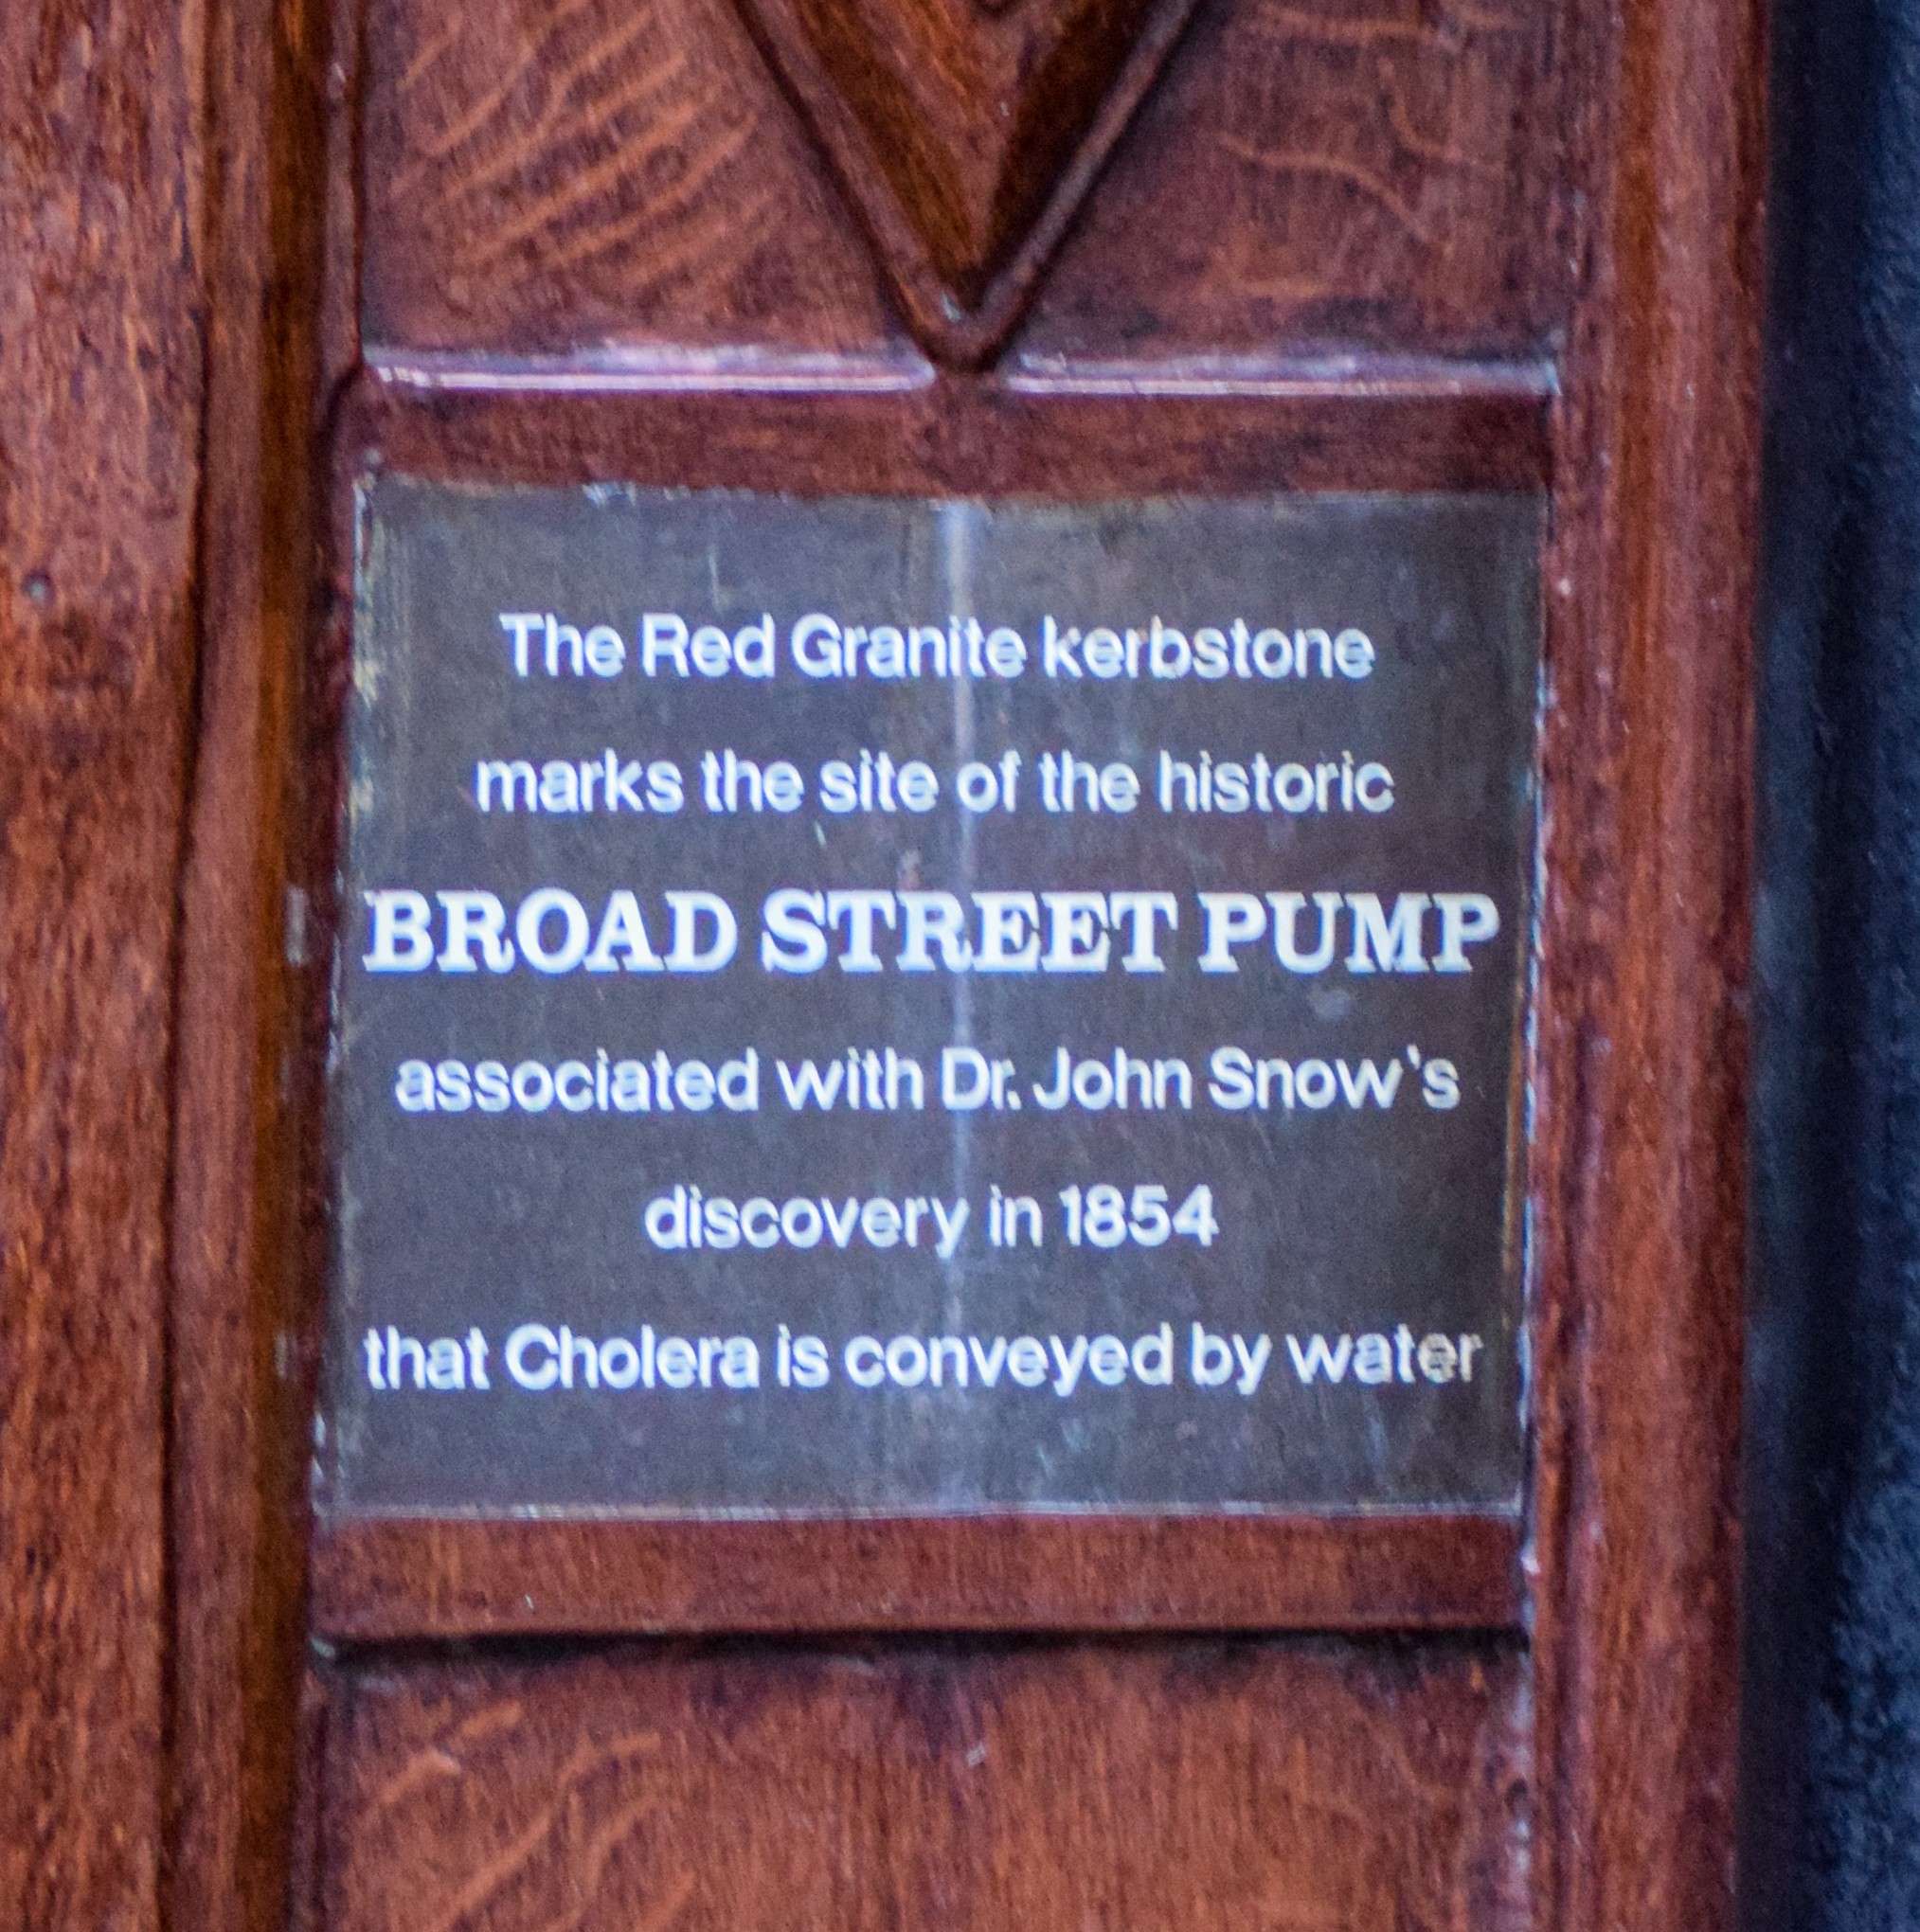 The Red Granite kerbstone
marks the site of the historic
BROAD STREET PUMP
associated with Dr. John Snow's
discovery in 1854
that Cholera is conveyed by water